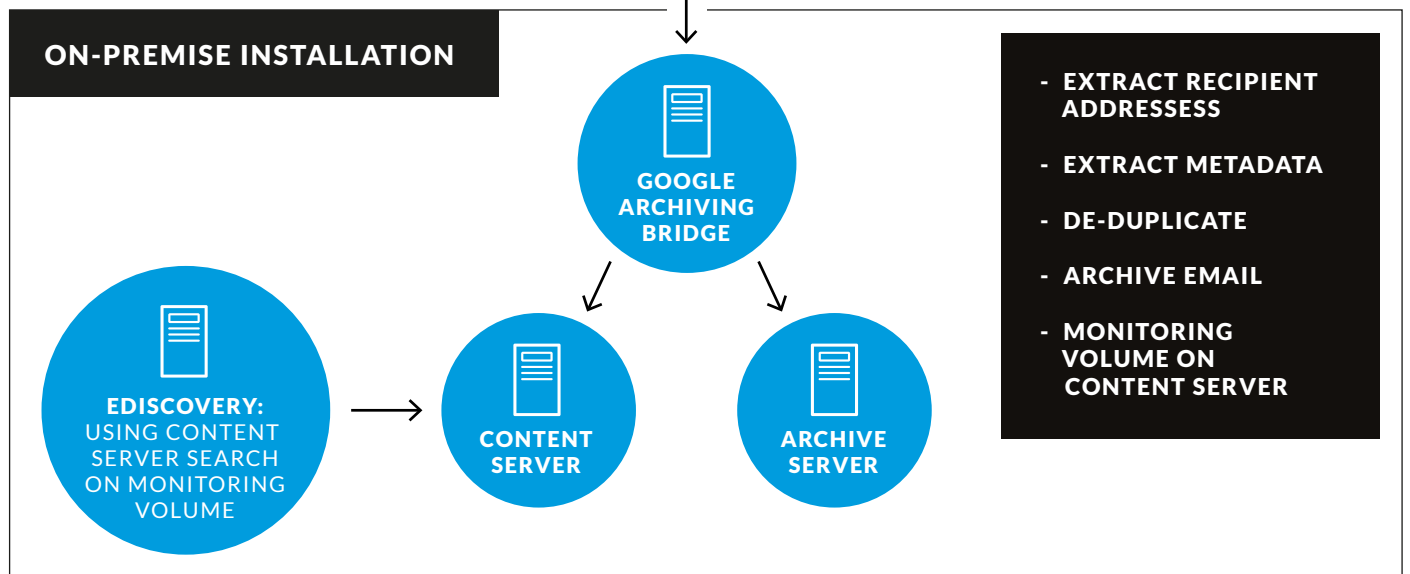 ON-PREMISE INSTALLATION
GOOGLE
ARCHIVING
BRIDGE
EDISCOVERY:
USING CONTENT
SERVER SEARCH
ON MONITORING
VOLUME
CONTENT
SERVER
ARCHIVE
SERVER
- EXTRACT RECIPIENT
ADDRESSESS
- EXTRACT METADATA
- DE-DUPLICATE
- ARCHIVE EMAIL
- MONITORING
VOLUME ON
CONTENT SERVER